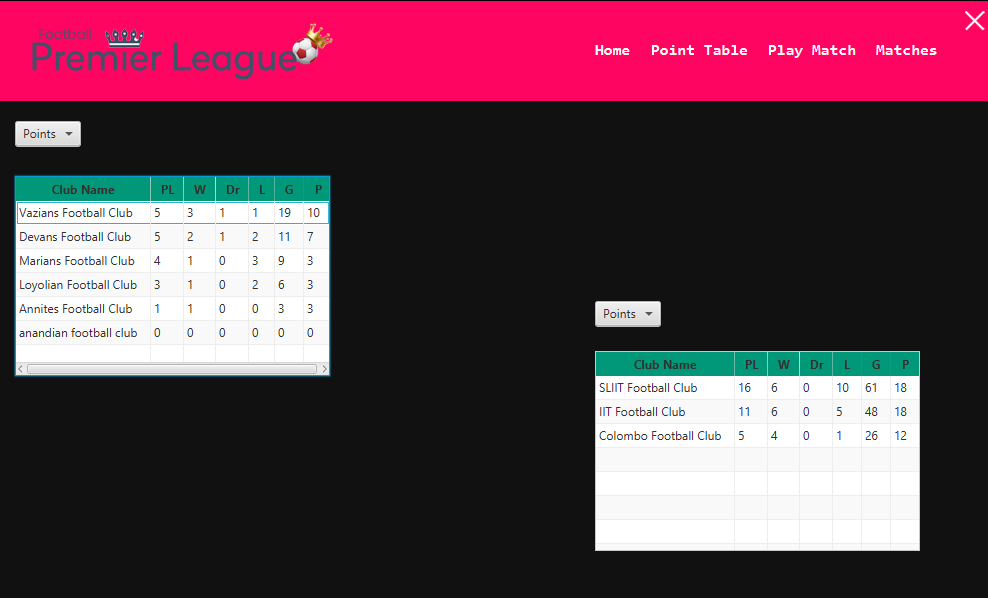 Football
Premier League
Home Point Table Play Match Matches
Points
Club Name PL W Dr L G P
Vazians Football Club 5 3 1 1 19 10
Devans Football Club 5 2 1 2 11 7
Marians Football Club 4 1 0 3 9 3
Loyolian Football Club 3 1 0 2 6 3
Annites Football Club 1 1 0 0 3 3
anandian football club 0 0 0 0 0 0
Points
Club Name PL W Dr L G P
SLIIT Football Club 16 6 0 10 61 18
IIT Football Club 11 6 0 5 48 18
Colombo Football Club 5 4 0 1 26 12